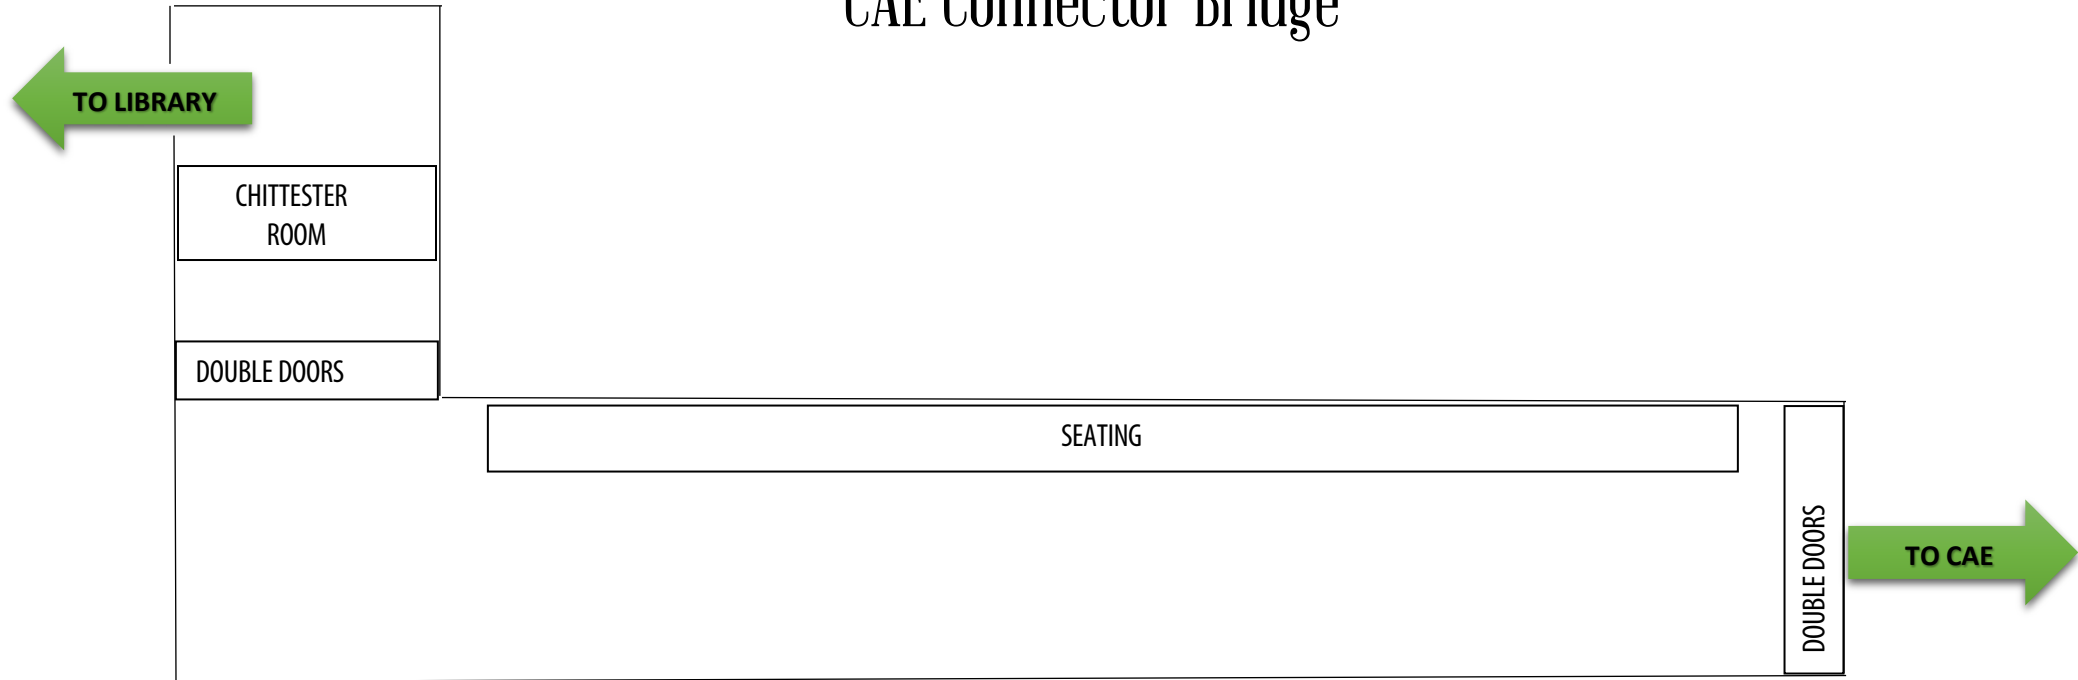 CAE Connector Bridge
TO LIBRARY
CHITTESTER
ROOM
DOUBLE DOORS
SEATING
DOUBLE DOORS
TO CAE